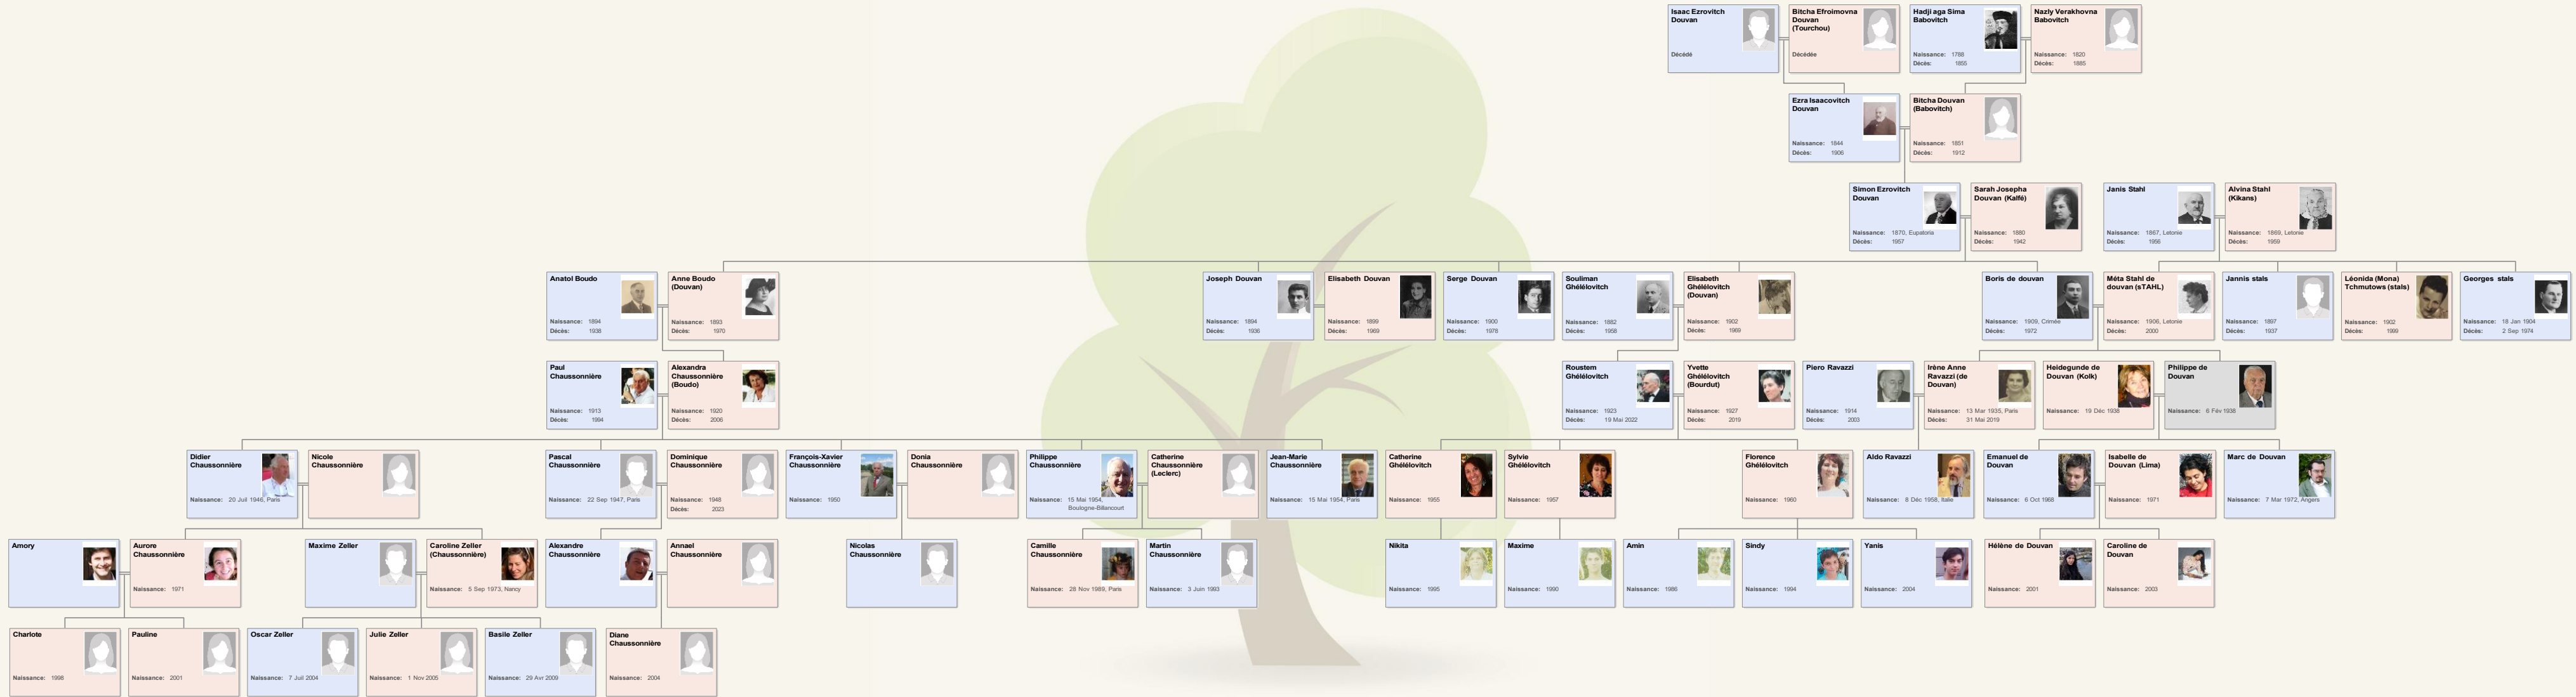 Isaac Ezrovitch
Douvan
Décédé
Bitcha Efroimovna
Douvan
(Tourchou)
Décédée
Hadji aga Sima
Babovitch
Naissance: 1788
Décès: 1855
Nazly Verakhovna
Babovitch
Naissance: 1820
Décès: 1885
Ezra Isaacovitch
Douvan
Naissance: 1844
Décès: 1906
Bitcha Douvan
(Babovitch)
Naissance: 1851
Décès: 1912
Simon Ezrovitch
Douvan
Naissance: 1870, Eupatoria
Décès: 1957
Sarah Josepha
Douvan (Kalfé)
Naissance: 1880
Décès: 1942
Janis Stahl
Naissance: 1867, Letonie
Décès: 1956
Alvina Stahl
(Kikans)
Naissance: 1869, Letonie
Décès: 1959
Anatol Boudo
Naissance: 1894
Décès: 1938
Anne Boudo
(Douvan)
Naissance: 1893
Décès: 1970
Joseph Douvan
Naissance: 1894
Décès: 1936
Elisabeth Douvan
Naissance: 1899
Décès: 1969
Serge Douvan
Naissance: 1900
Décès: 1978
Souliman
Ghélélovitch
Naissance: 1882
Décès: 1958
Elisabeth
Ghélélovitch
(Douvan)
Naissance: 1902
Décès: 1989
Boris de douvan
Naissance: 1909, Crimée
Décès: 1972
Méta Stahl de
douvan (sTAHL)
Naissance: 1906, Letonie
Décès: 2000
Jannis stals
Naissance: 1897
Décès: 1937
Léonida (Mona)
Tchmutows (stals)
Naissance: 1902
Décès: 1999
Georges stals
Naissance: 18 Jan 1904
Décès: 2 Sep 1974
Paul
Chaussonnière
Naissance: 1913
Décès: 1994
Alexandra
Chaussonnière
(Boudo)
Naissance: 1920
Décès: 2006
Roustem
Ghélélovitch
Naissance: 1923
Décès: 19 Mai 2022
Yvette
Ghélélovitch
(Bourdut)
Naissance: 1927
Décès: 2019
Piero Ravazzi
Naissance: 1914
Décès: 2003
Irène Anne
Ravazzi (de
Douvan)
Naissance: 13 Mar 1935, Paris
Décès: 31 Mai 2019
Heidegunde de
Douvan (Kolk)
Naissance: 19 Déc 1938
Philippe de
Douvan
Naissance: 6 Fév 1938
Didier
Chaussonnière
Naissance: 20 Juil 1946, Paris
Nicole
Chaussonnière
Pascal
Chaussonnière
Naissance: 22 Sep 1947, Paris
Dominique
Chaussonnière
Naissance: 1948
Décès: 2023
François-Xavier
Chaussonnière
Naissance: 1950
Donia
Chaussonnière
Philippe
Chaussonnière
Naissance: 15 Mai 1954,
Boulogne-Billancourt
Catherine
Chaussonnière
(Leclerc)
Jean-Marie
Chaussonnière
Naissance: 15 Mai 1954, Paris
Catherine
Ghélélovitch
Naissance: 1955
Sylvie
Ghélélovitch
Naissance: 1957
Florence
Ghélélovitch
Naissance: 1960
Aldo Ravazzi
Naissance: 8 Déc 1958, Italie
Emanuel de
Douvan
Naissance: 6 Oct 1968
Isabelle de
Douvan (Lima)
Naissance: 1971
Marc de Douvan
Naissance: 7 Mar 1972, Angers
Amory
Aurore
Chaussonnière
Naissance: 1971
Maxime Zeller
Caroline Zeller
(Chaussonnière)
Naissance: 5 Sep 1973, Nancy
Alexandre
Chaussonnière
Annael
Chaussonnière
Nicolas
Chaussonnière
Camille
Chaussonnière
Naissance: 28 Nov 1989, Paris
Martin
Chaussonnière
Naissance: 3 Juin 1993
Nikita
Naissance: 1995
Maxime
Naissance: 1990
Amin
Naissance: 1986
Sindy
Naissance: 1994
Yanis
Naissance: 2004
Hélène de Douvan
Naissance: 2001
Caroline de
Douvan
Naissance: 2003
Charlote
Naissance: 1998
Pauline
Naissance: 2001
Oscar Zeller
Naissance: 7 Juil 2004
Julie Zeller
Naissance: 1 Nov 2005
Basile Zeller
Naissance: 29 Avr 2009
Diane
Chaussonnière
Naissance: 2004